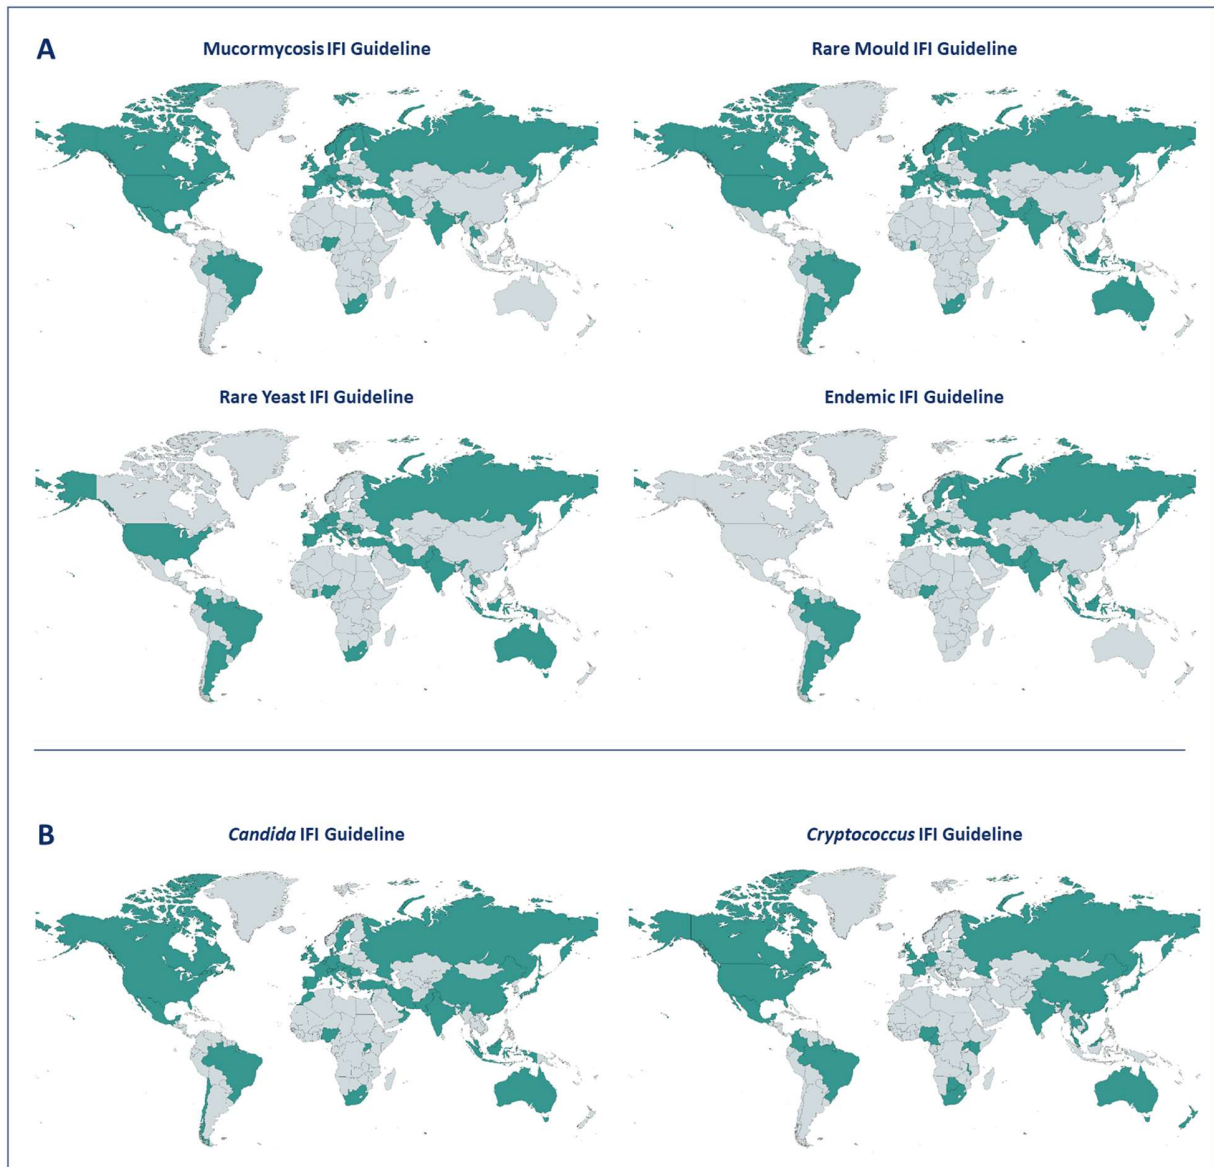 A
Mucormycosis IFI Guideline
Rare Mould IFI Guideline
Rare Yeast IFI Guideline
Endemic IFI Guideline
B
Candida IFI Guideline
Cryptococcus IFI Guideline